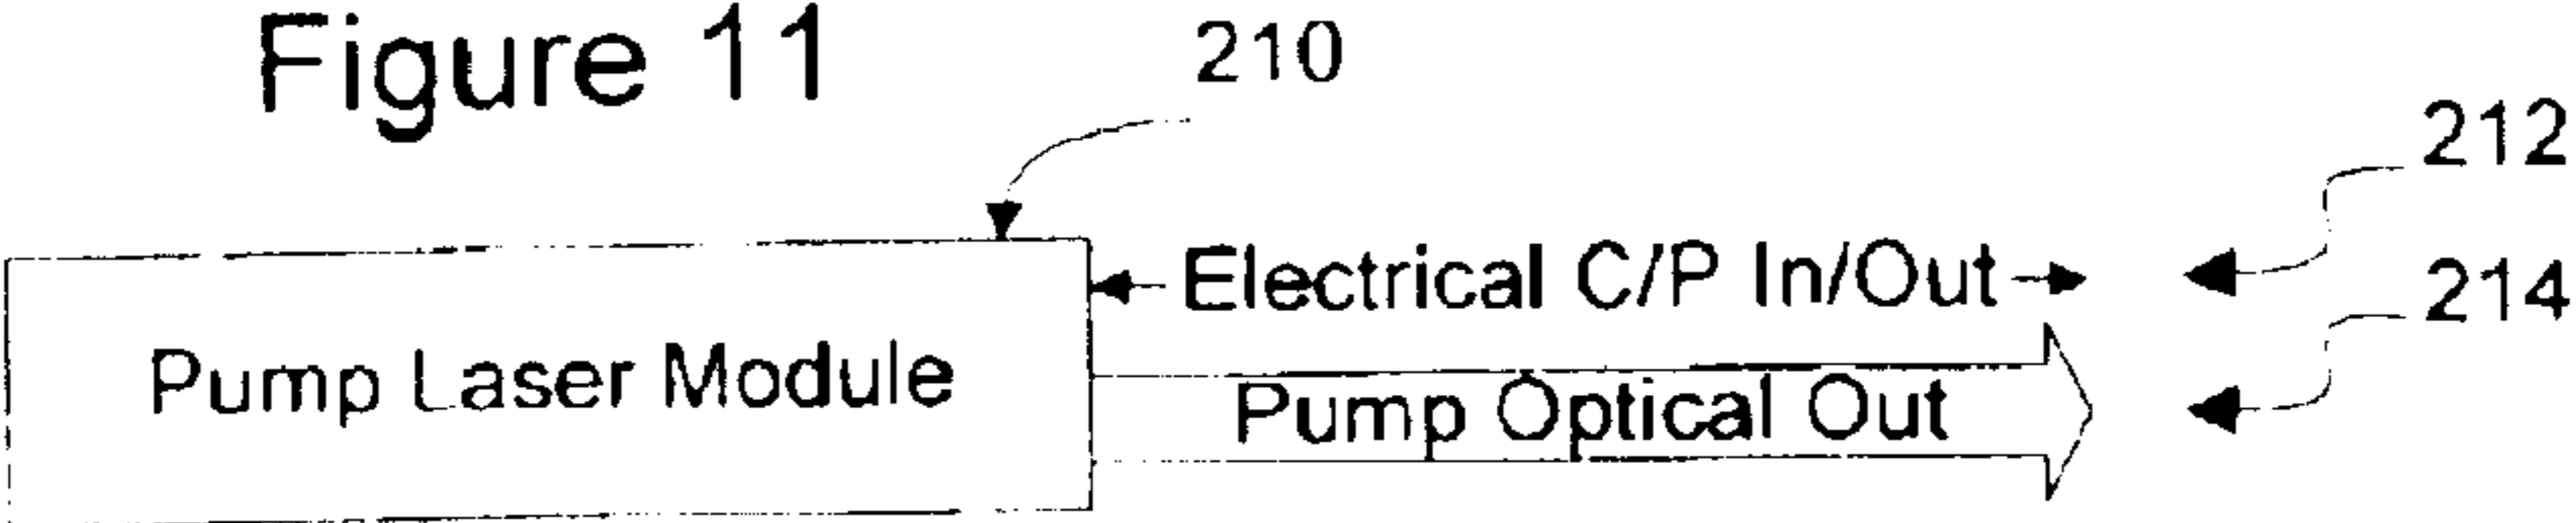 Figure 11
210
212
Electrical C/P In/Out
214
Pump Laser Module
Pump Optical Out